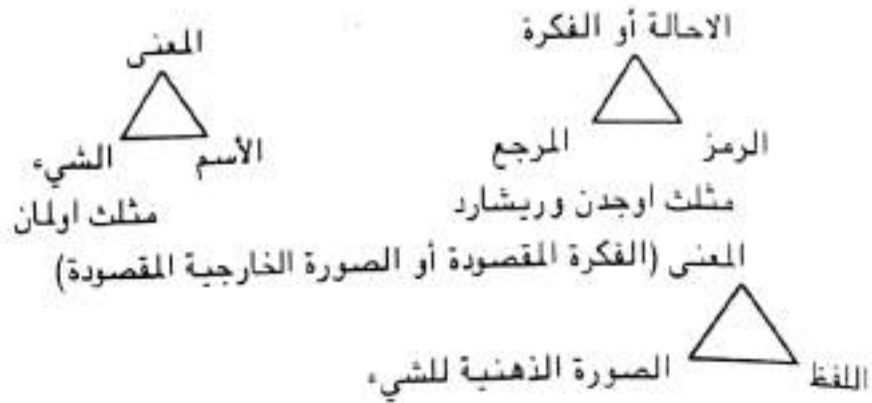 الاحالة أو الفكرة
الرمز
المرجع
مثلث اوجدن وريشارد
المعنى
الأسم
الشيء
مثلث اولمان
المعنى (الفكرة المقصودة أو الصورة الخارجية المقصودة)
اللفظ
الصورة الذهنية للشيء